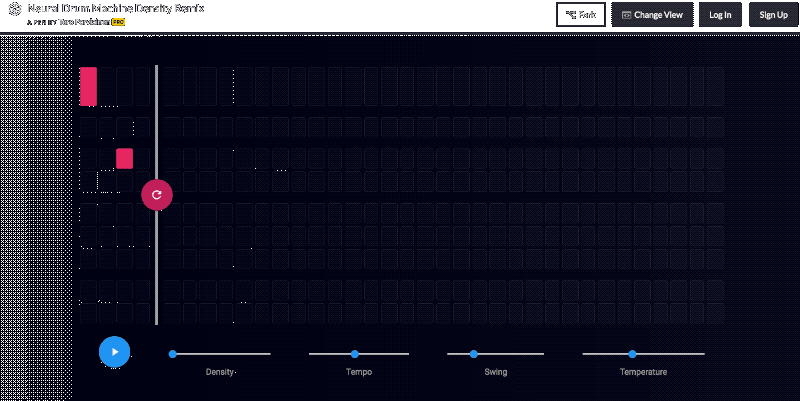 Neural Drum Machine Density Remix
A PEN BY Tero Parviainen PRO
Fork
Change View
Log In
Sign Up
Density
Tempo
Swing
Temperature